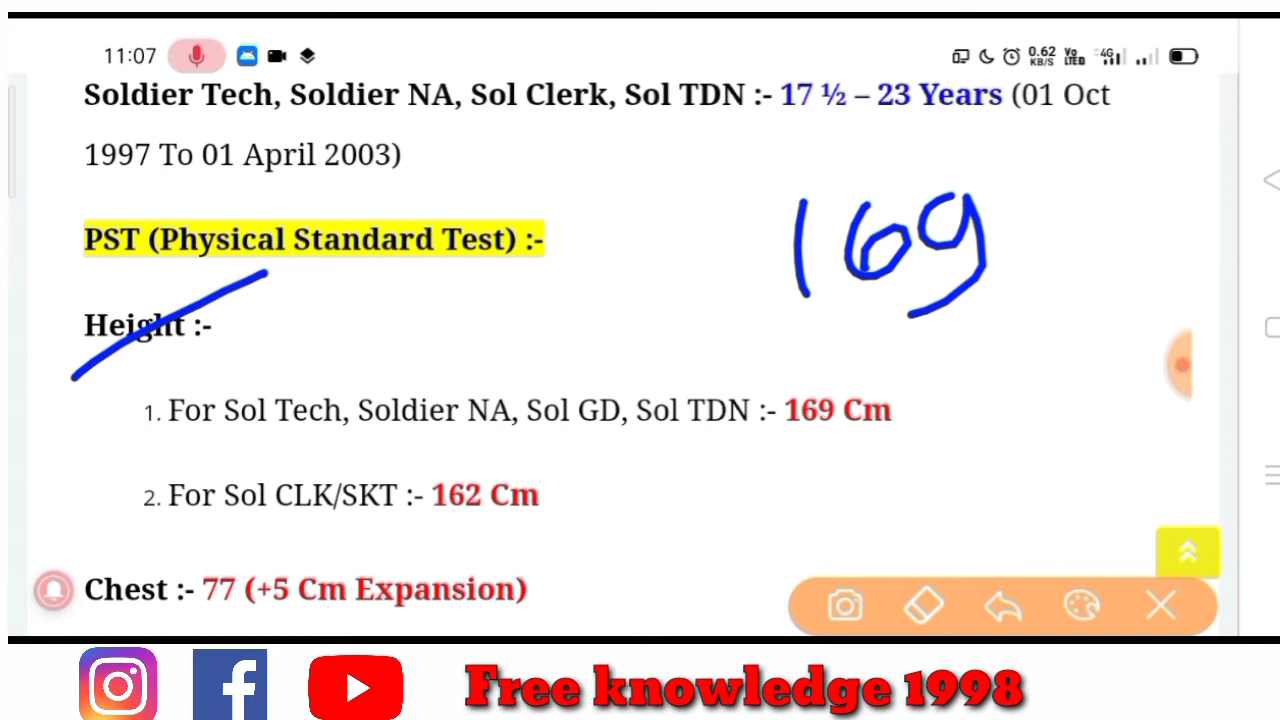 11:07 0.62 KB/S Vo LTE 4G
Soldier Tech, Soldier NA, Sol Clerk, Sol TDN :- 17 ½ – 23 Years (01 Oct
1997 To 01 April 2003)
169
PST (Physical Standard Test) :-
Height :-
1. For Sol Tech, Soldier NA, Sol GD, Sol TDN :- 169 Cm
2. For Sol CLK/SKT :- 162 Cm
Chest :- 77 (+5 Cm Expansion)
Free knowledge 1998